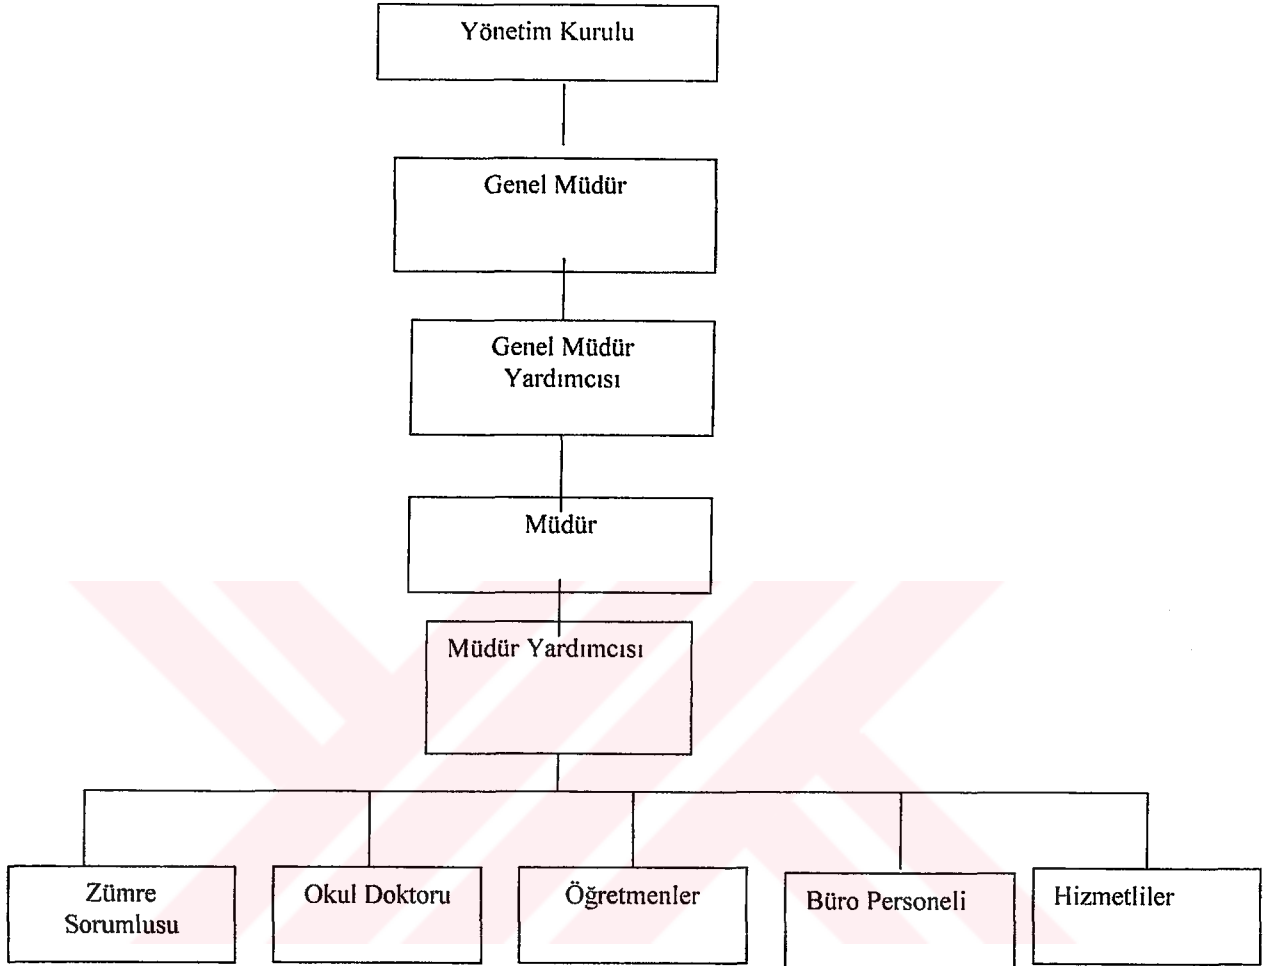 Yönetim Kurulu
Genel Müdür
Genel Müdür
Yardımcısı
Müdür
Müdür Yardımcısı
Zümre
Sorumlusu
Okul Doktoru
Öğretmenler
Büro Personeli
Hizmetliler